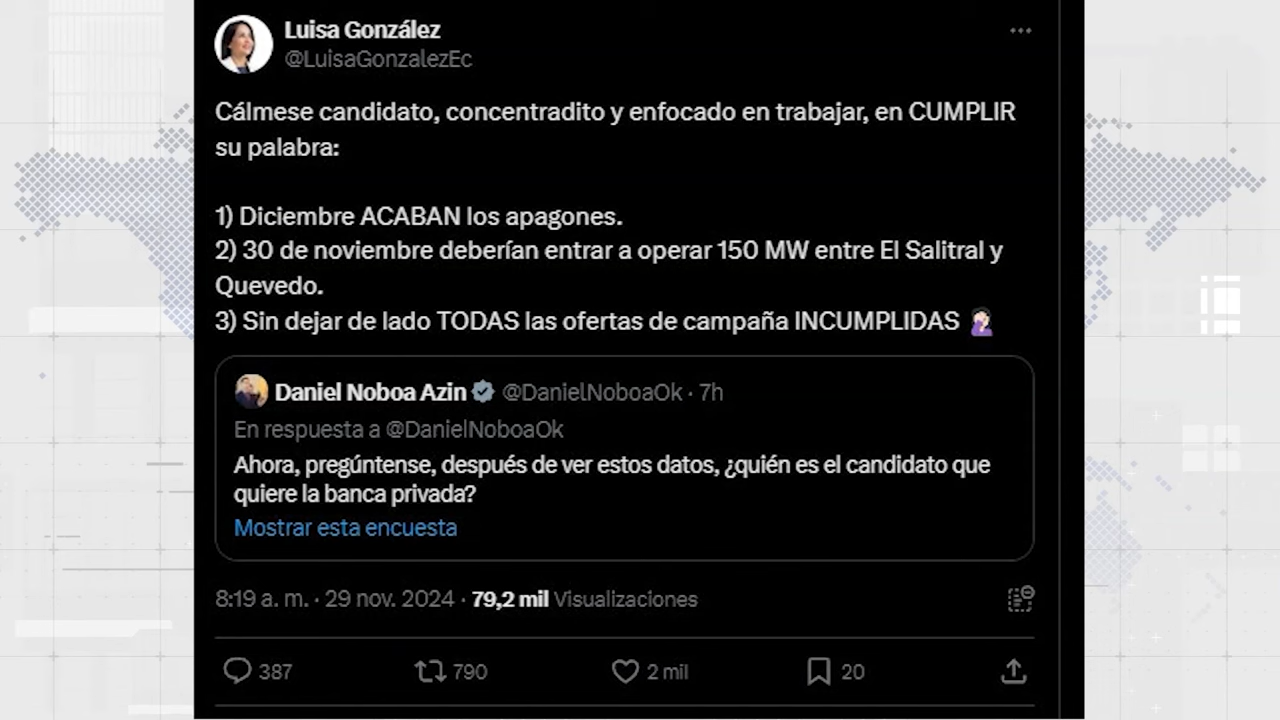 Luisa González
@LuisaGonzalezEc
Cálmese candidato, concentradito y enfocado en trabajar, en CUMPLIR
su palabra:
1) Diciembre ACABAN los apagones.
2) 30 de noviembre deberían entrar a operar 150 MW entre El Salitral y
Quevedo.
3) Sin dejar de lado TODAS las ofertas de campaña INCUMPLIDAS 🤦🏻‍♀️
Daniel Noboa Azin @DanielNoboaOk · 7h
En respuesta a @DanielNoboaOk
Ahora, pregúntense, después de ver estos datos, ¿quién es el candidato que
quiere la banca privada?
Mostrar esta encuesta
8:19 a. m. · 29 nov. 2024 · 79,2 mil Visualizaciones
387 790 2 mil 20